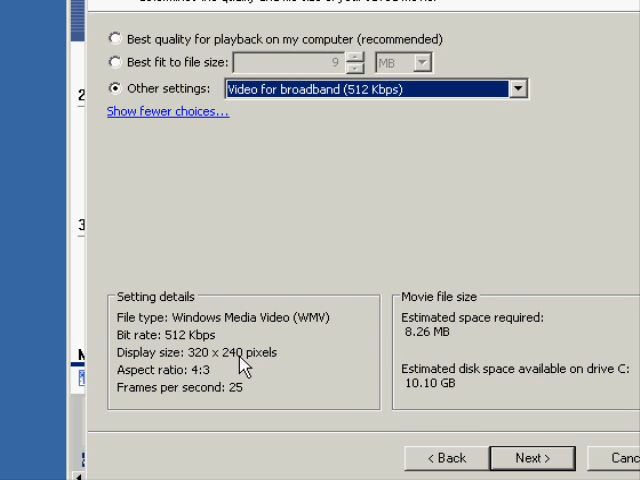 Best quality for playback on my computer (recommended)
Best fit to file size: 9 MB
Other settings: Video for broadband (512 Kbps)
2
Show fewer choices...
3
Setting details
File type: Windows Media Video (WMV)
Bit rate: 512 Kbps
Display size: 320 x 240 pixels
Aspect ratio: 4:3
Frames per second: 25
Movie file size
Estimated space required:
8.26 MB
Estimated disk space available on drive C:
10.10 GB
< Back Next > Canc